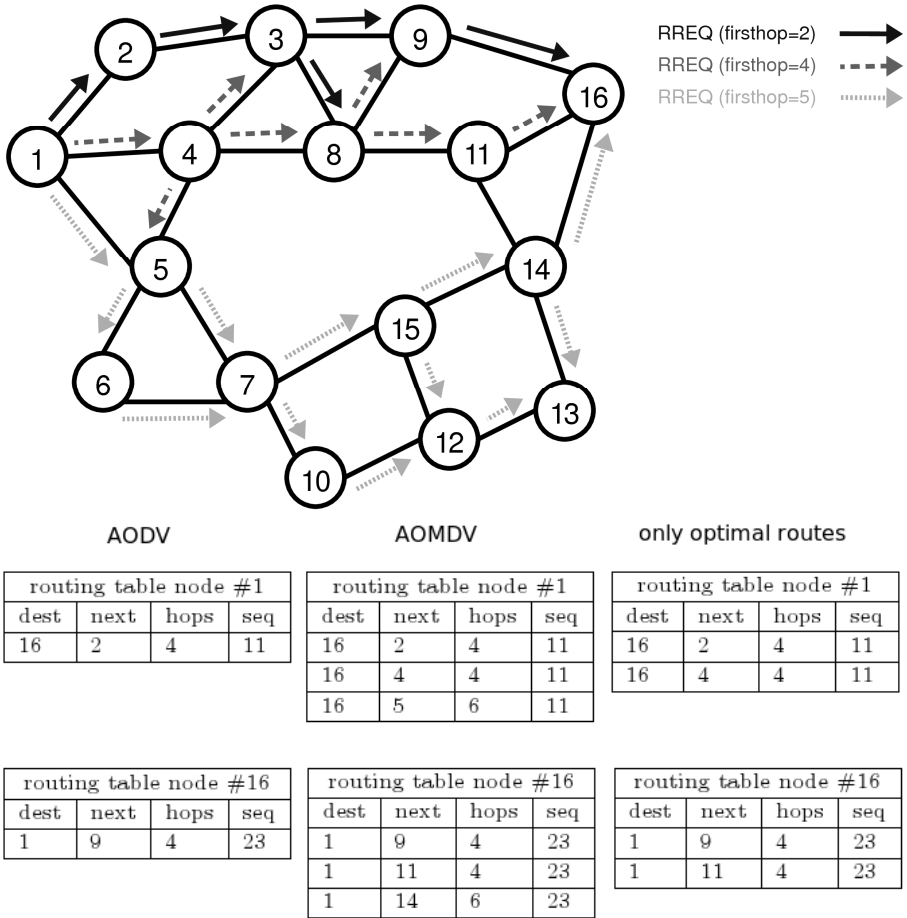 RREQ (firsthop=2)
RREQ (firsthop=4)
RREQ (firsthop=5)
2
3
9
16
1
4
8
11
5
14
15
6
7
13
12
10
AODV
routing table node #1
dest next hops seq
16 2 4 11
AOMDV
routing table node #1
dest next hops seq
16 2 4 11
16 4 4 11
16 5 6 11
only optimal routes
routing table node #1
dest next hops seq
16 2 4 11
16 4 4 11
routing table node #16
dest next hops seq
1 9 4 23
routing table node #16
dest next hops seq
1 9 4 23
1 11 4 23
1 14 6 23
routing table node #16
dest next hops seq
1 9 4 23
1 11 4 23